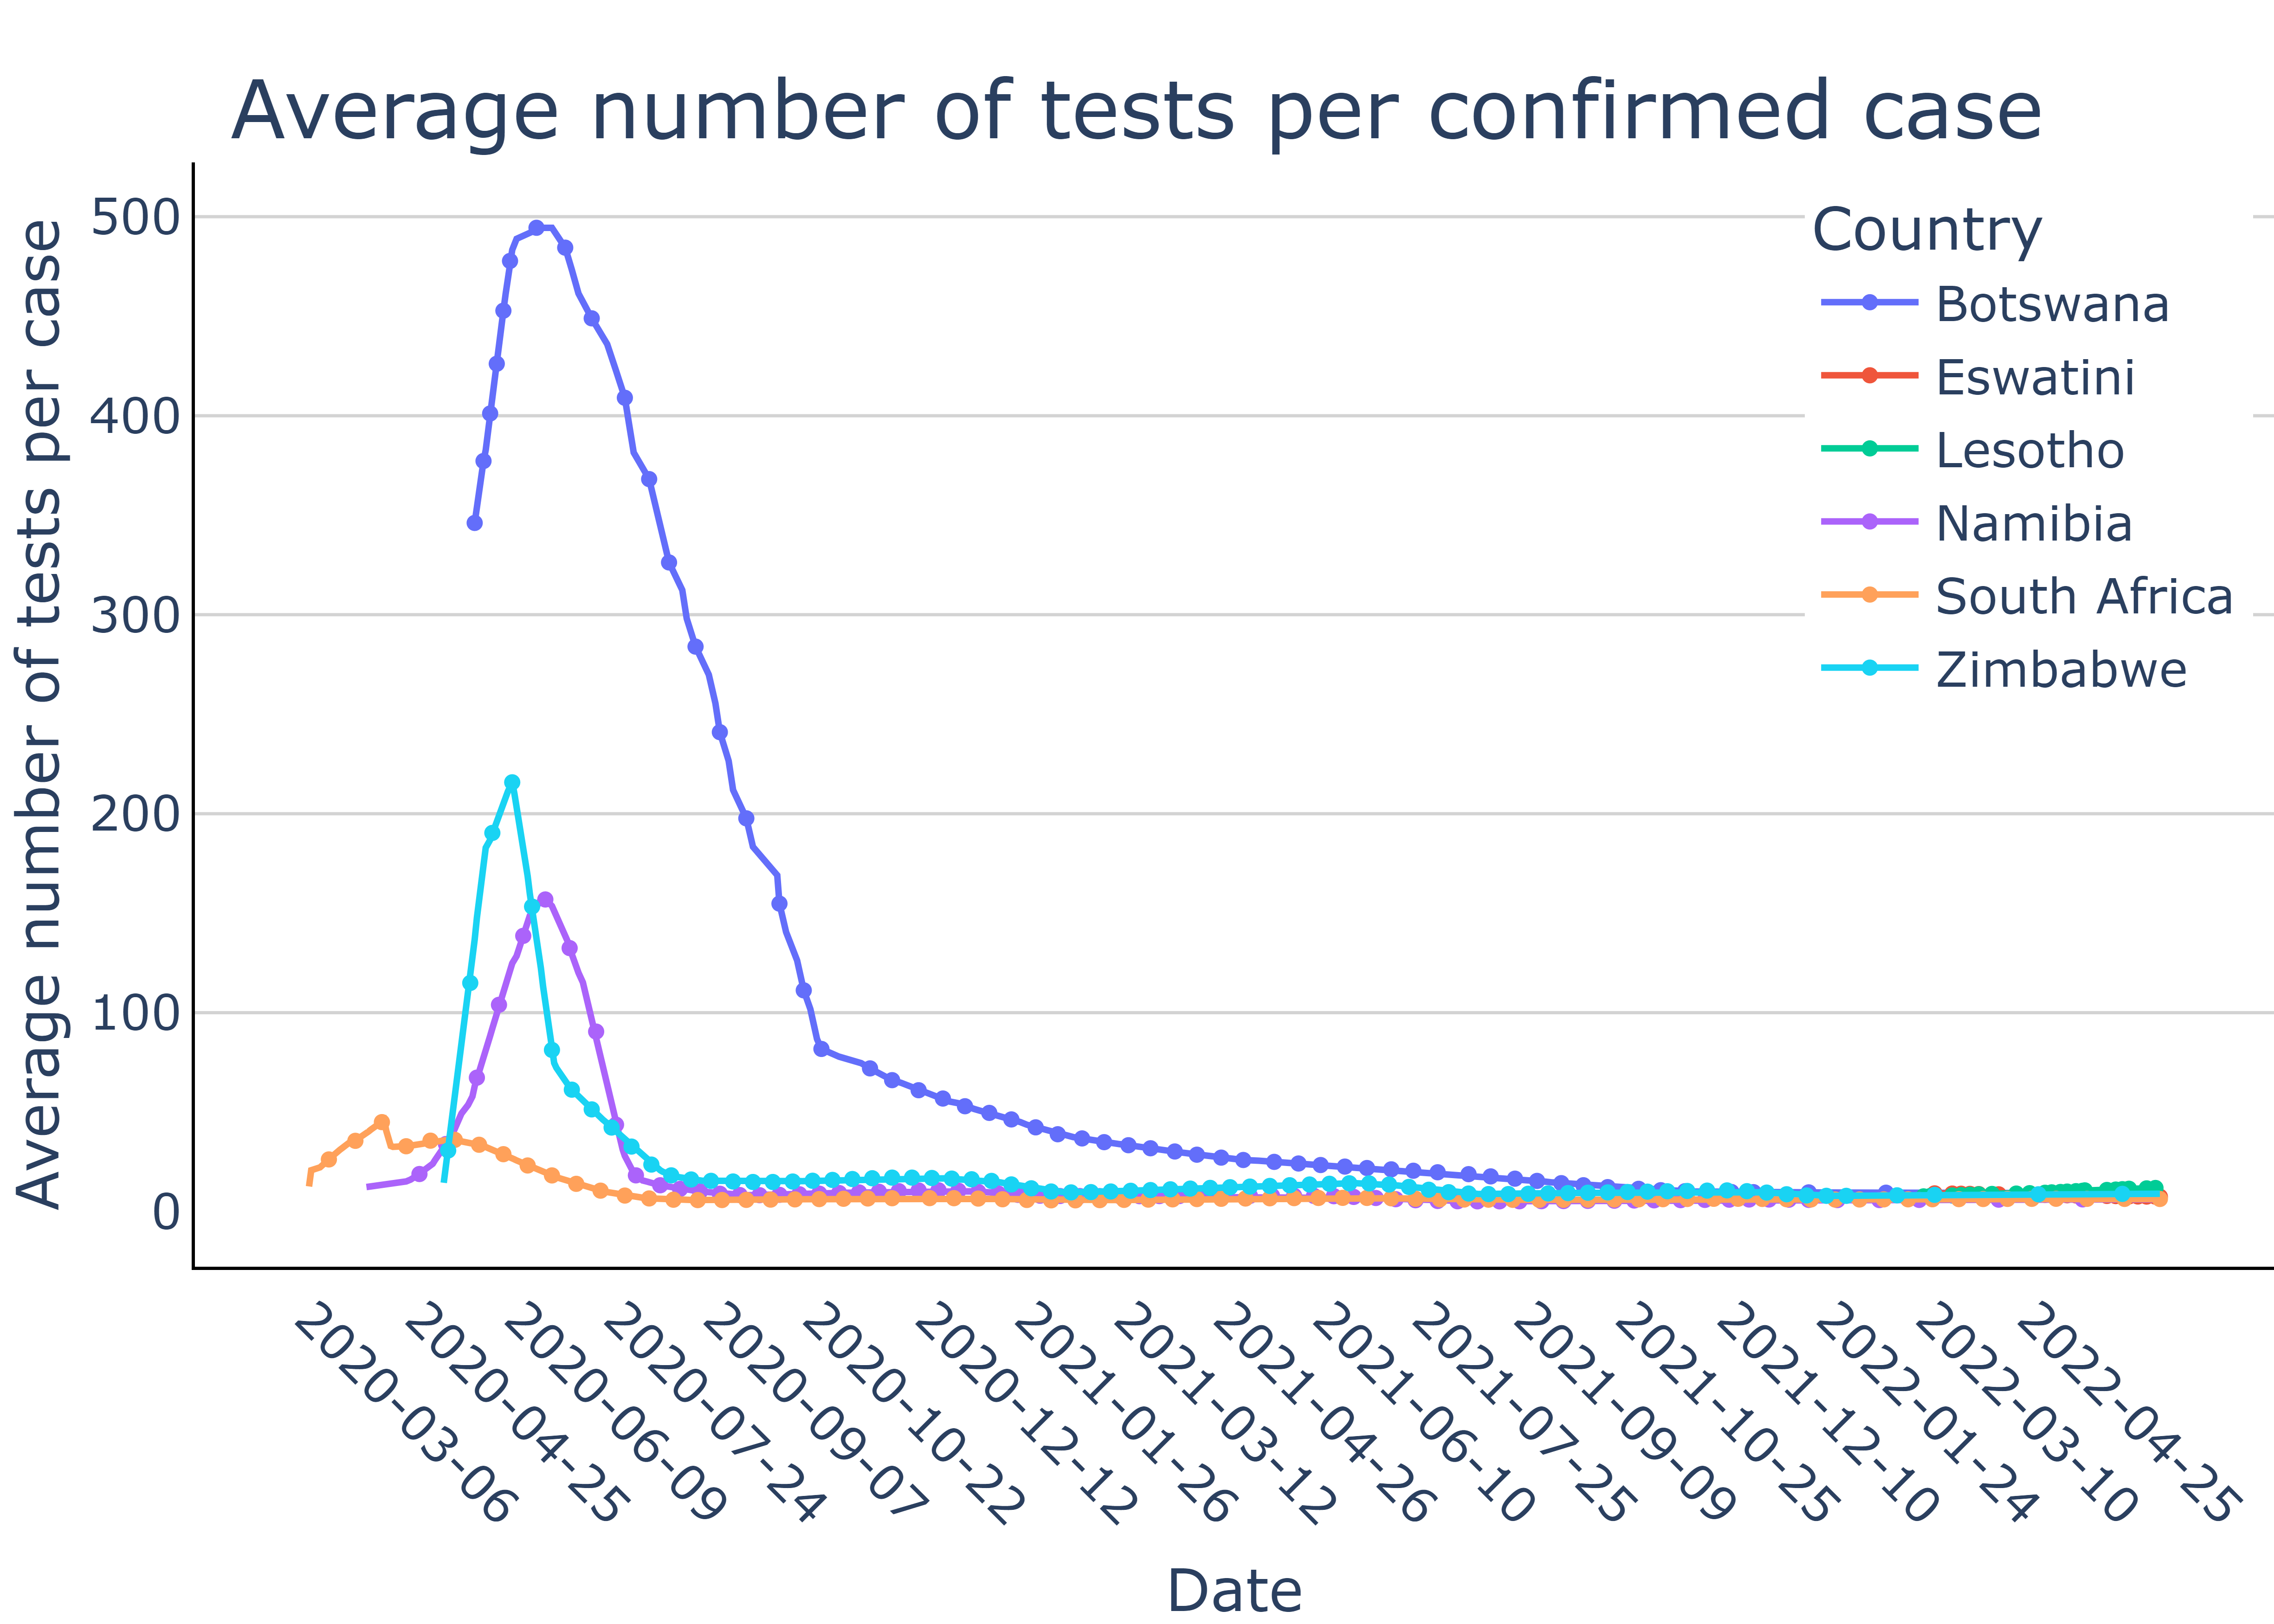 Average number of tests per confirmed case
Average number of tests per case
500
400
300
200
100
0
Country
Botswana
Eswatini
Lesotho
Namibia
South Africa
Zimbabwe
2020-03-06
2020-04-25
2020-06-09
2020-07-24
2020-09-07
2020-10-22
2020-12-12
2021-01-26
2021-03-12
2021-04-26
2021-06-10
2021-07-25
2021-09-09
2021-10-25
2021-12-10
2022-01-24
2022-03-10
2022-04-25
Date